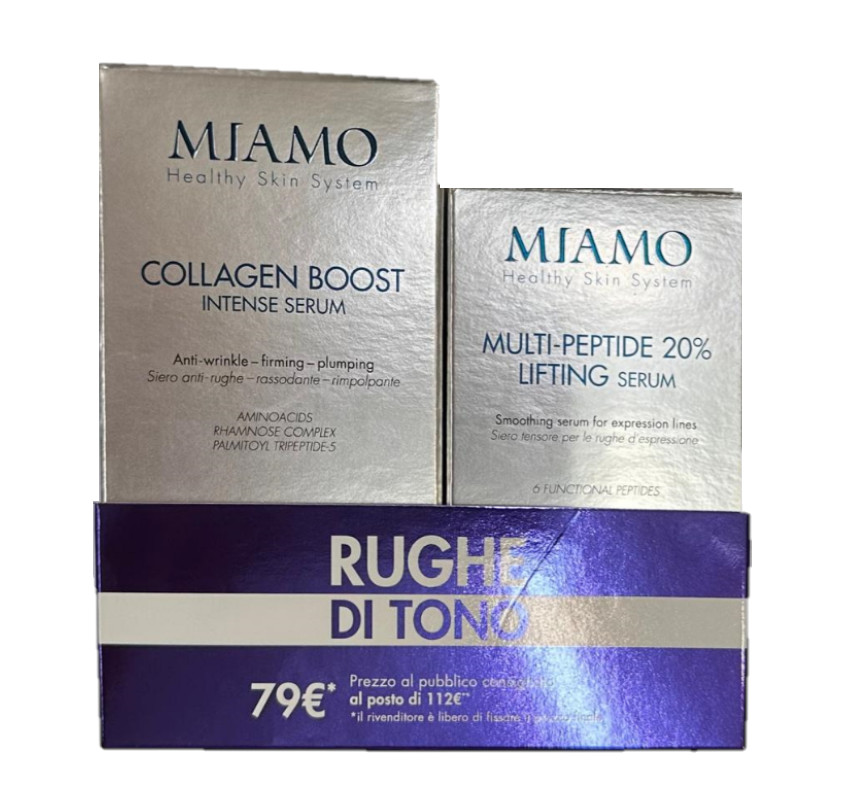 MIAMO
Healthy Skin System
COLLAGEN BOOST
INTENSE SERUM
Anti-wrinkle – firming – plumping
Siero anti-rughe – rassodante – rimpolpante
AMINOACIDS
RHAMNOSE COMPLEX
PALMITOYL TRIPEPTIDE-5
MIAMO
Healthy Skin System
MULTI-PEPTIDE 20%
LIFTING SERUM
Smoothing serum for expression lines
Siero tensore per le rughe d'espressione
6 FUNCTIONAL PEPTIDES
RUGHE
DI TONO
79€*
Prezzo al pubblico consigliato
al posto di 112€**
*il rivenditore è libero di fissare il